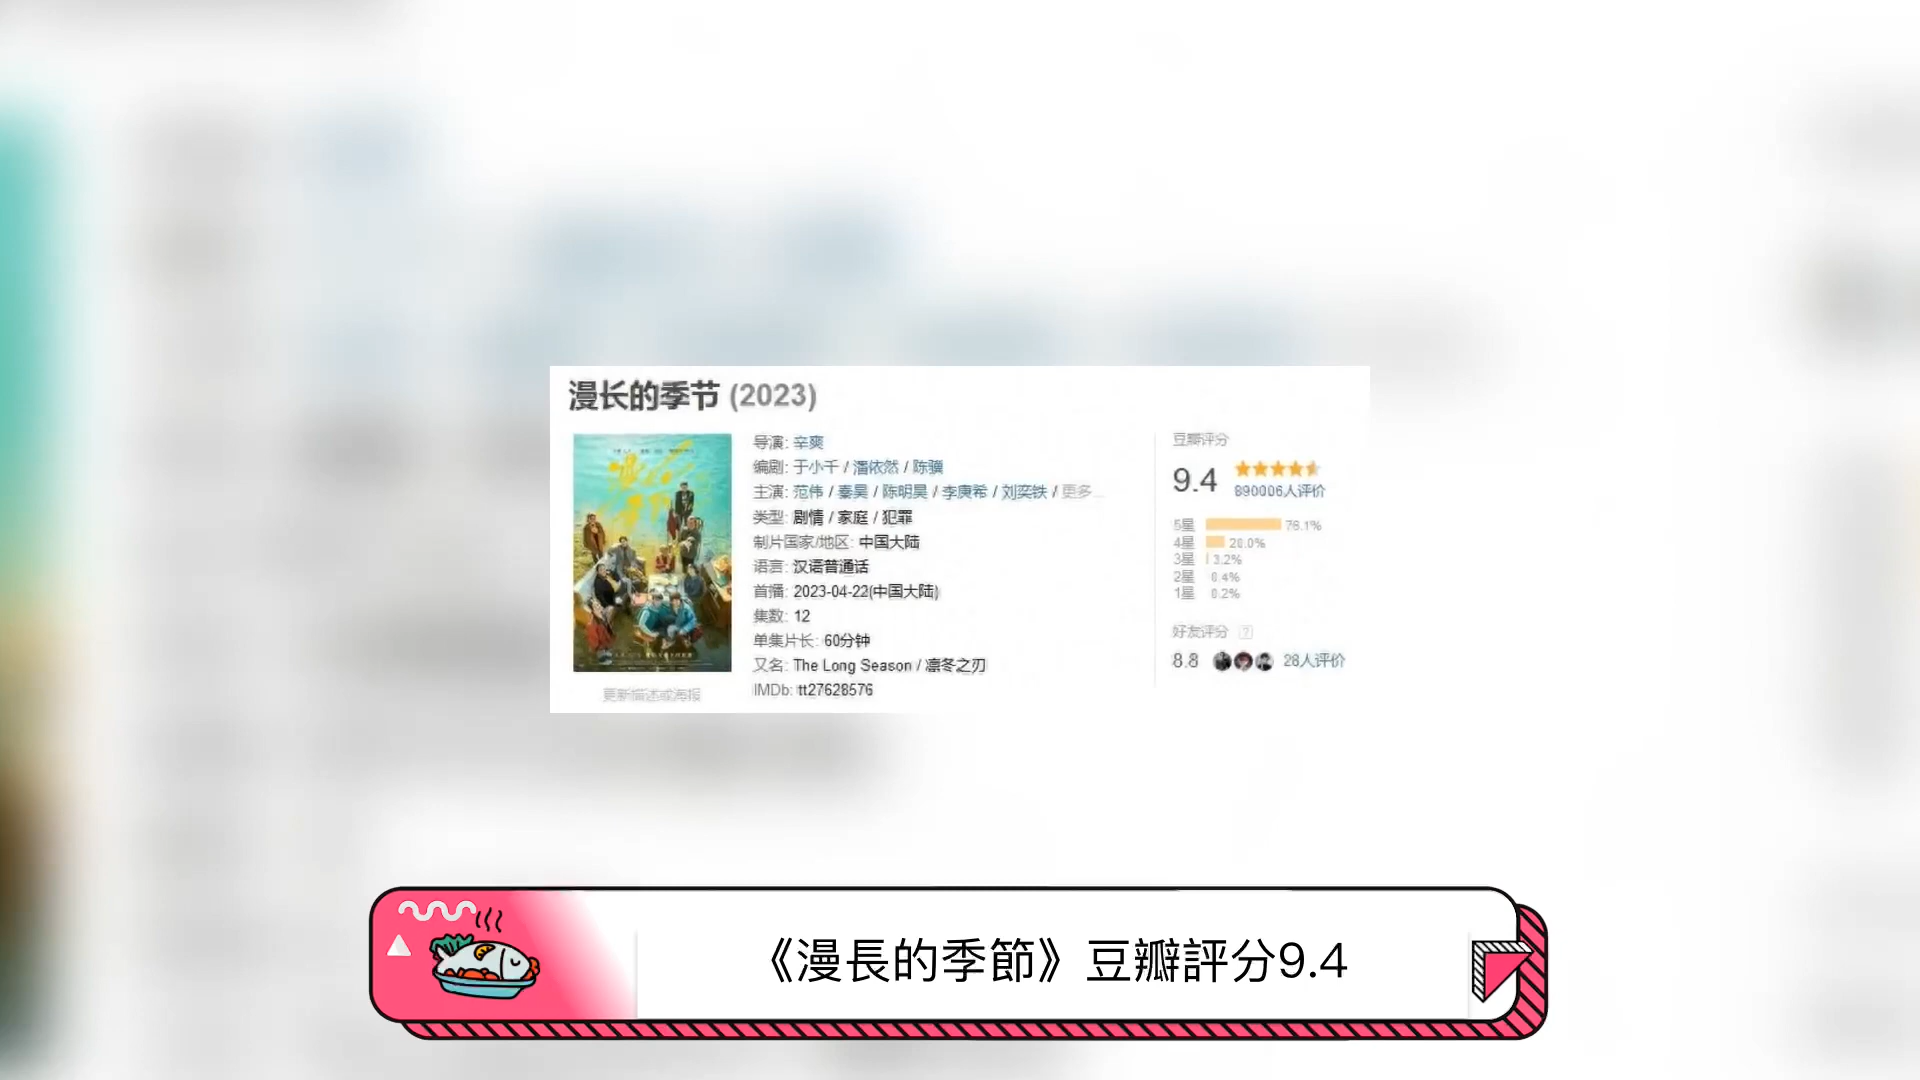 漫长的季节 (2023)
导演: 辛爽
编剧: 于小千 / 潘依然 / 陈骥
主演: 范伟 / 秦昊 / 陈明昊 / 李庚希 / 刘奕铁 / 更多...
类型: 剧情 / 家庭 / 犯罪
制片国家/地区: 中国大陆
语言: 汉语普通话
首播: 2023-04-22(中国大陆)
集数: 12
单集片长: 60分钟
又名: The Long Season / 凛冬之刃
IMDb: tt27628576
更新描述或海报
豆瓣评分
9.4
890006人评价
5星 76.1%
4星 20.0%
3星 3.2%
2星 0.4%
1星 0.2%
好友评分 ?
8.8 28人评价
《漫長的季節》豆瓣評分9.4